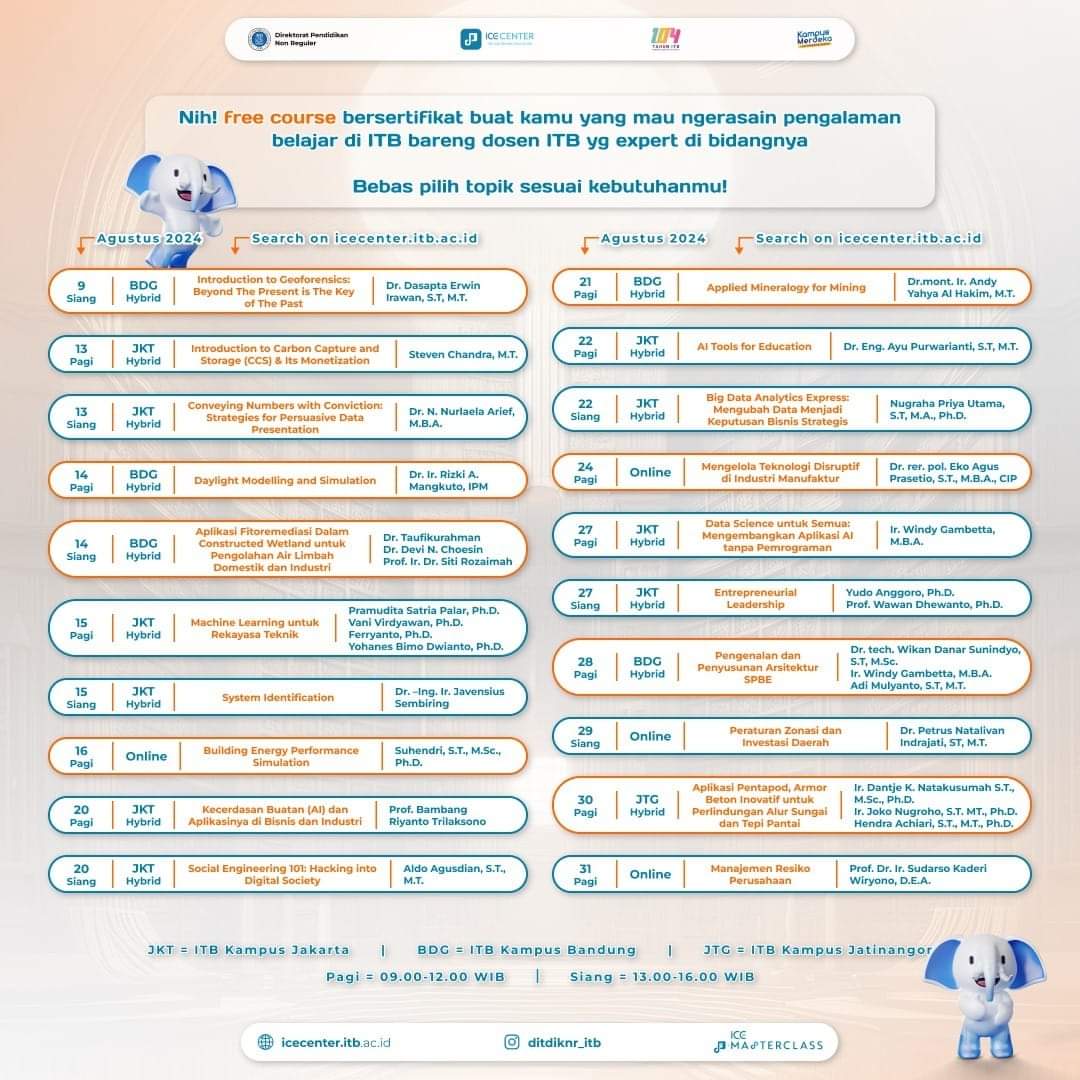 Direktorat Pendidikan
Non Reguler
ICE CENTER
104
TAHUN ITB
Kampus
Merdeka
Nih! free course bersertifikat buat kamu yang mau ngerasain pengalaman
belajar di ITB bareng dosen ITB yg expert di bidangnya
Bebas pilih topik sesuai kebutuhanmu!
Agustus 2024
Search on icecenter.itb.ac.id
9
Siang
BDG
Hybrid
Introduction to Geoforensics:
Beyond The Present is The Key
of The Past
Dr. Dasapta Erwin
Irawan, S.T, M.T.
13
Pagi
JKT
Hybrid
Introduction to Carbon Capture and
Storage (CCS) & Its Monetization
Steven Chandra, M.T.
13
Siang
JKT
Hybrid
Conveying Numbers with Conviction:
Strategies for Persuasive Data
Presentation
Dr. N. Nurlaela Arief,
M.B.A.
14
Pagi
BDG
Hybrid
Daylight Modelling and Simulation
Dr. Ir. Rizki A.
Mangkuto, IPM
14
Siang
BDG
Hybrid
Aplikasi Fitoremediasi Dalam
Constructed Wetland untuk
Pengolahan Air Limbah
Domestik dan Industri
Dr. Taufikurahman
Dr. Devi N. Choesin
Prof. Ir. Dr. Siti Rozaimah
15
Pagi
JKT
Hybrid
Machine Learning untuk
Rekayasa Teknik
Pramudita Satria Palar, Ph.D.
Vani Virdyawan, Ph.D.
Ferryanto, Ph.D.
Yohanes Bimo Dwianto, Ph.D.
15
Siang
JKT
Hybrid
System Identification
Dr. –Ing. Ir. Javensius
Sembiring
16
Pagi
Online
Building Energy Performance
Simulation
Suhendri, S.T., M.Sc.,
Ph.D.
20
Pagi
JKT
Hybrid
Kecerdasan Buatan (AI) dan
Aplikasinya di Bisnis dan Industri
Prof. Bambang
Riyanto Trilaksono
20
Siang
JKT
Hybrid
Social Engineering 101: Hacking into
Digital Society
Aldo Agusdian, S.T.,
M.T.
Agustus 2024
Search on icecenter.itb.ac.id
21
Pagi
BDG
Hybrid
Applied Mineralogy for Mining
Dr.mont. Ir. Andy
Yahya Al Hakim, M.T.
22
Pagi
JKT
Hybrid
AI Tools for Education
Dr. Eng. Ayu Purwarianti, S.T, M.T.
22
Siang
JKT
Hybrid
Big Data Analytics Express:
Mengubah Data Menjadi
Keputusan Bisnis Strategis
Nugraha Priya Utama,
S.T, M.A., Ph.D.
24
Pagi
Online
Mengelola Teknologi Disruptif
di Industri Manufaktur
Dr. rer. pol. Eko Agus
Prasetio, S.T., M.B.A., CIP
27
Pagi
JKT
Hybrid
Data Science untuk Semua:
Mengembangkan Aplikasi AI
tanpa Pemrograman
Ir. Windy Gambetta,
M.B.A.
27
Siang
JKT
Hybrid
Entrepreneurial
Leadership
Yudo Anggoro, Ph.D.
Prof. Wawan Dhewanto, Ph.D.
28
Pagi
BDG
Hybrid
Pengenalan dan
Penyusunan Arsitektur
SPBE
Dr. tech. Wikan Danar Sunindyo,
S.T, M.Sc.
Ir. Windy Gambetta, M.B.A.
Adi Mulyanto, S.T, M.T.
29
Siang
Online
Peraturan Zonasi dan
Investasi Daerah
Dr. Petrus Natalivan
Indrajati, ST, M.T.
30
Pagi
JTG
Hybrid
Aplikasi Pentapod, Armor
Beton Inovatif untuk
Perlindungan Alur Sungai
dan Tepi Pantai
Ir. Dantje K. Natakusumah S.T.,
M.Sc., Ph.D.
Ir. Joko Nugroho, S.T. MT., Ph.D.
Hendra Achiari, S.T., M.T., Ph.D.
31
Pagi
Online
Manajemen Resiko
Perusahaan
Prof. Dr. Ir. Sudarso Kaderi
Wiryono, D.E.A.
JKT = ITB Kampus Jakarta | BDG = ITB Kampus Bandung | JTG = ITB Kampus Jatinangor
Pagi = 09.00-12.00 WIB | Siang = 13.00-16.00 WIB
icecenter.itb.ac.id
ditdiknr_itb
ICE
MASTERCLASS